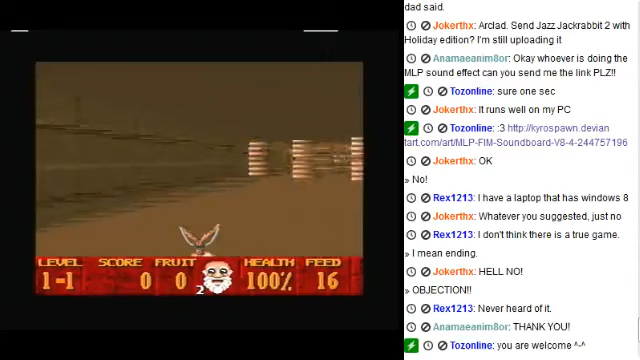 LEVEL SCORE FRUIT HEALTH FEED
1-1 0 0 2 100% 16
dad said.
Jokerthx: Arclad. Send Jazz Jackrabbit 2 with
Holiday edition? I'm still uploading it
Anamaeanim8or: Okay whoever is doing the
MLP sound effect can you send me the link PLZ!!
Tozonline: sure one sec
Jokerthx: It runs well on my PC
Tozonline: :3 http://kyrospawn.devian
tart.com/art/MLP-FIM-Soundboard-V8-4-244757196
Jokerthx: OK
» No!
Rex1213: I have a laptop that has windows 8
Jokerthx: Whatever you suggested, just no
Rex1213: I don't think there is a true game.
» I mean ending.
Jokerthx: HELL NO!
» OBJECTION!!
Rex1213: Never heard of it.
Anamaeanim8or: THANK YOU!
Tozonline: you are welcome ^-^